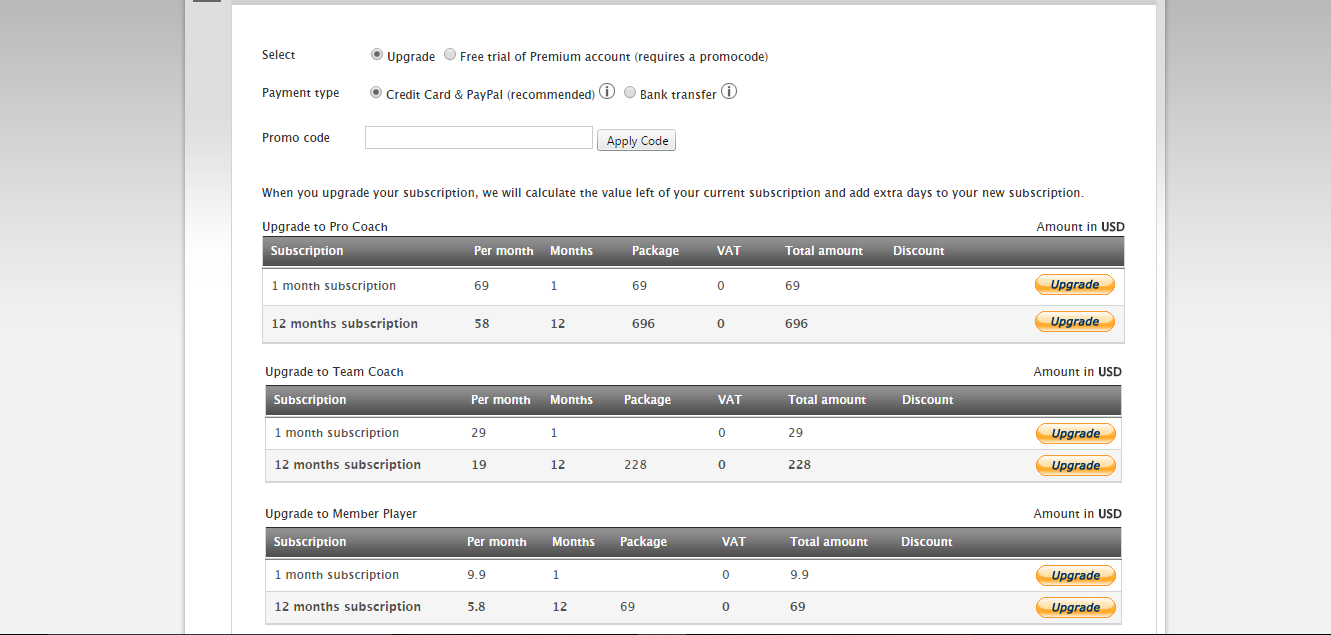 Select Upgrade Free trial of Premium account (requires a promocode)
Payment type Credit Card & PayPal (recommended) i Bank transfer i
Promo code Apply Code
When you upgrade your subscription, we will calculate the value left of your current subscription and add extra days to your new subscription.
Upgrade to Pro Coach Amount in USD
Subscription Per month Months Package VAT Total amount Discount
1 month subscription 69 1 69 0 69 Upgrade
12 months subscription 58 12 696 0 696 Upgrade
Upgrade to Team Coach Amount in USD
Subscription Per month Months Package VAT Total amount Discount
1 month subscription 29 1 0 29 Upgrade
12 months subscription 19 12 228 0 228 Upgrade
Upgrade to Member Player Amount in USD
Subscription Per month Months Package VAT Total amount Discount
1 month subscription 9.9 1 0 9.9 Upgrade
12 months subscription 5.8 12 69 0 69 Upgrade